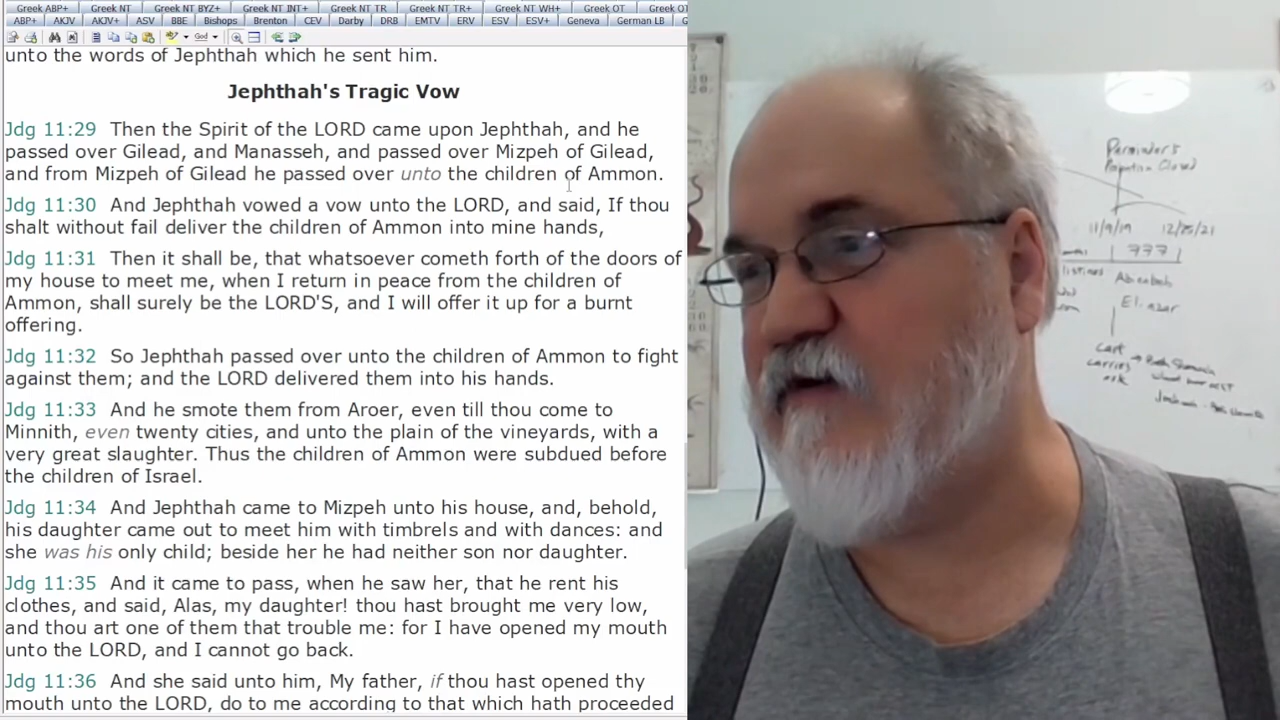 Greek ABP+ Greek NT Greek NT BYZ+ Greek NT INT+ Greek NT TR Greek NT TR+ Greek NT WH+ Greek OT Greek
ABP+ AKJV AKJV+ ASV BBE Bishops Brenton CEV Darby DRB EMTV ERV ESV ESV+ Geneva German LB
unto the words of Jephthah which he sent him.
Jephthah's Tragic Vow
Jdg 11:29 Then the Spirit of the LORD came upon Jephthah, and he
passed over Gilead, and Manasseh, and passed over Mizpeh of Gilead,
and from Mizpeh of Gilead he passed over unto the children of Ammon.
Jdg 11:30 And Jephthah vowed a vow unto the LORD, and said, If thou
shalt without fail deliver the children of Ammon into mine hands,
Jdg 11:31 Then it shall be, that whatsoever cometh forth of the doors of
my house to meet me, when I return in peace from the children of
Ammon, shall surely be the LORD'S, and I will offer it up for a burnt
offering.
Jdg 11:32 So Jephthah passed over unto the children of Ammon to fight
against them; and the LORD delivered them into his hands.
Jdg 11:33 And he smote them from Aroer, even till thou come to
Minnith, even twenty cities, and unto the plain of the vineyards, with a
very great slaughter. Thus the children of Ammon were subdued before
the children of Israel.
Jdg 11:34 And Jephthah came to Mizpeh unto his house, and, behold,
his daughter came out to meet him with timbrels and with dances: and
she was his only child; beside her he had neither son nor daughter.
Jdg 11:35 And it came to pass, when he saw her, that he rent his
clothes, and said, Alas, my daughter! thou hast brought me very low,
and thou art one of them that trouble me: for I have opened my mouth
unto the LORD, and I cannot go back.
Jdg 11:36 And she said unto him, My father, if thou hast opened thy
mouth unto the LORD, do to me according to that which hath proceeded
Closed
11/9/19 12/25/21
777
Abinadab
Eliazar
cart
carries
ark